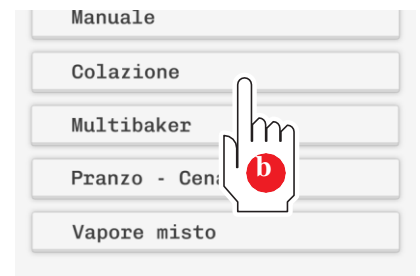 Manuale
Colazione
Multibaker
Pranzo - Cena
b
Vapore misto